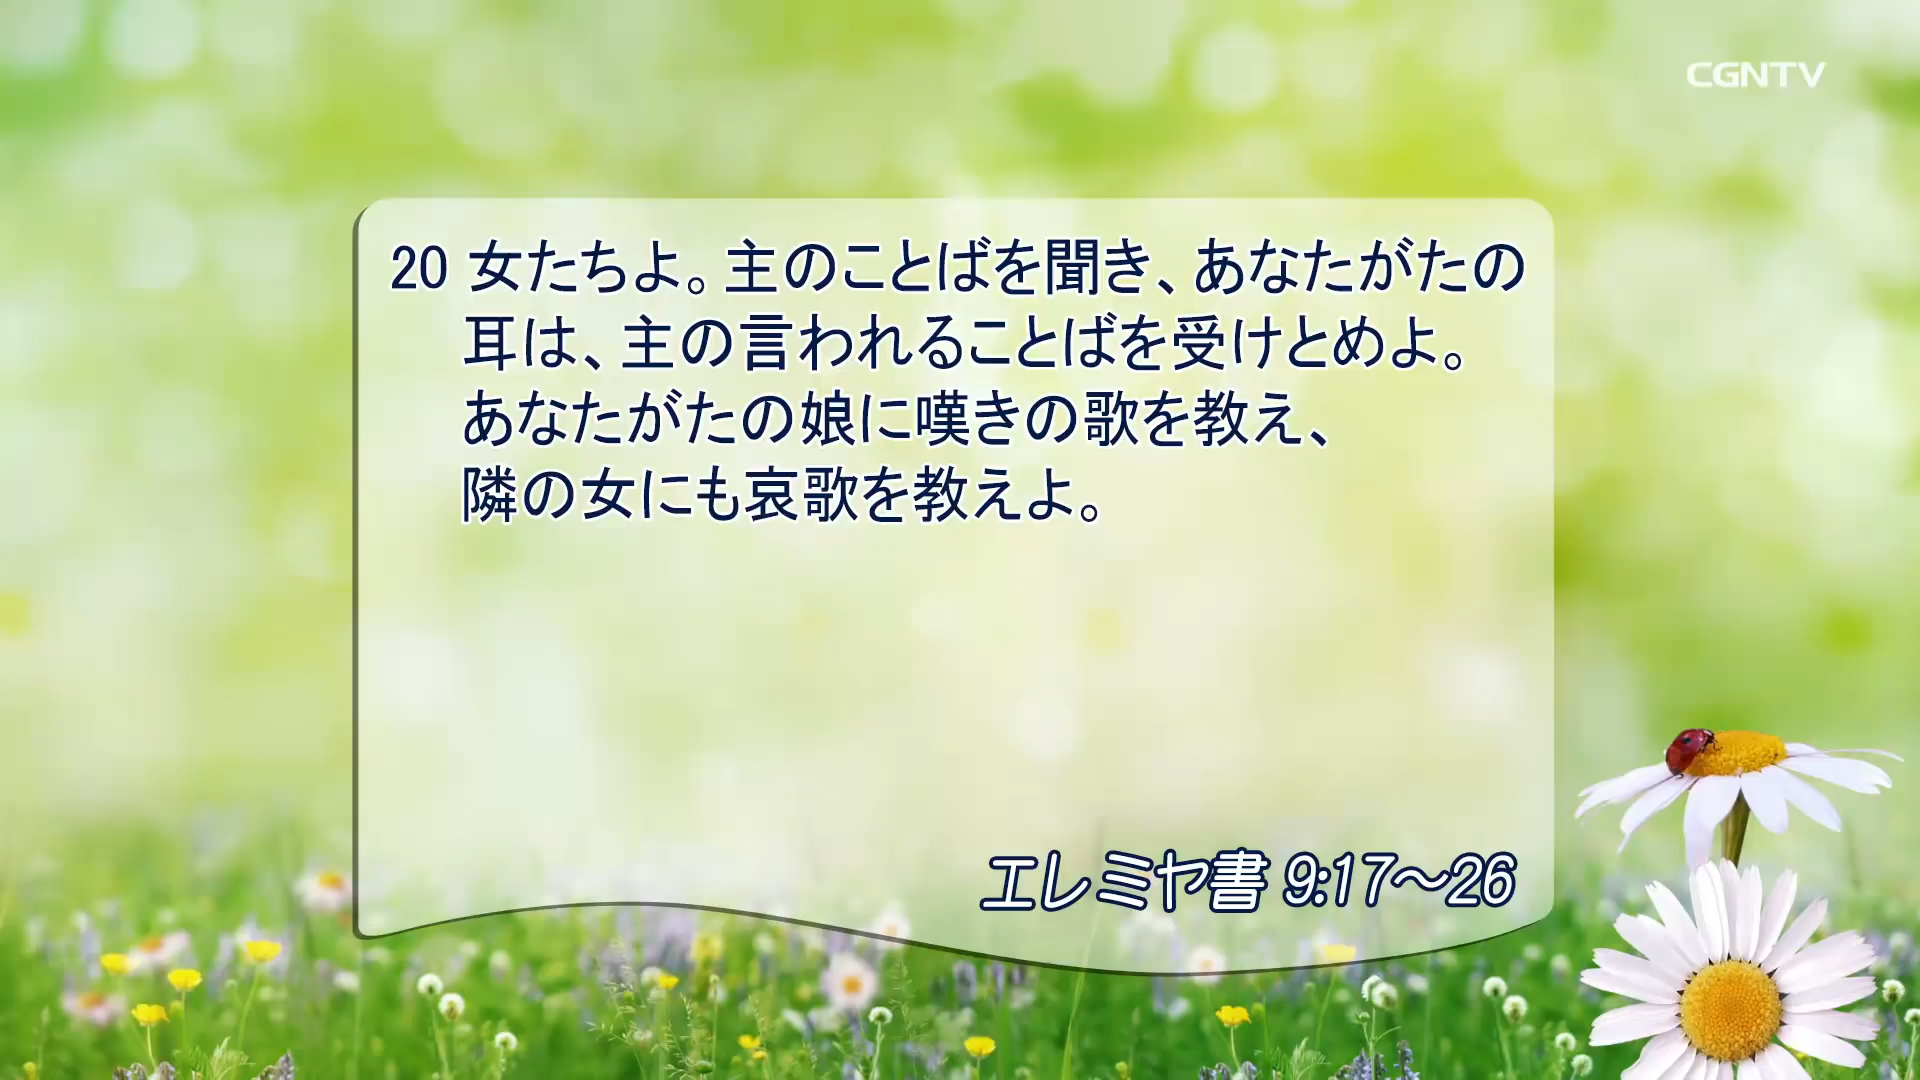 CGNTV
20 女たちよ。主のことばを聞き、あなたがたの
耳は、主の言われることばを受けとめよ。
あなたがたの娘に嘆きの歌を教え、
隣の女にも哀歌を教えよ。
エレミヤ書 9:17～26